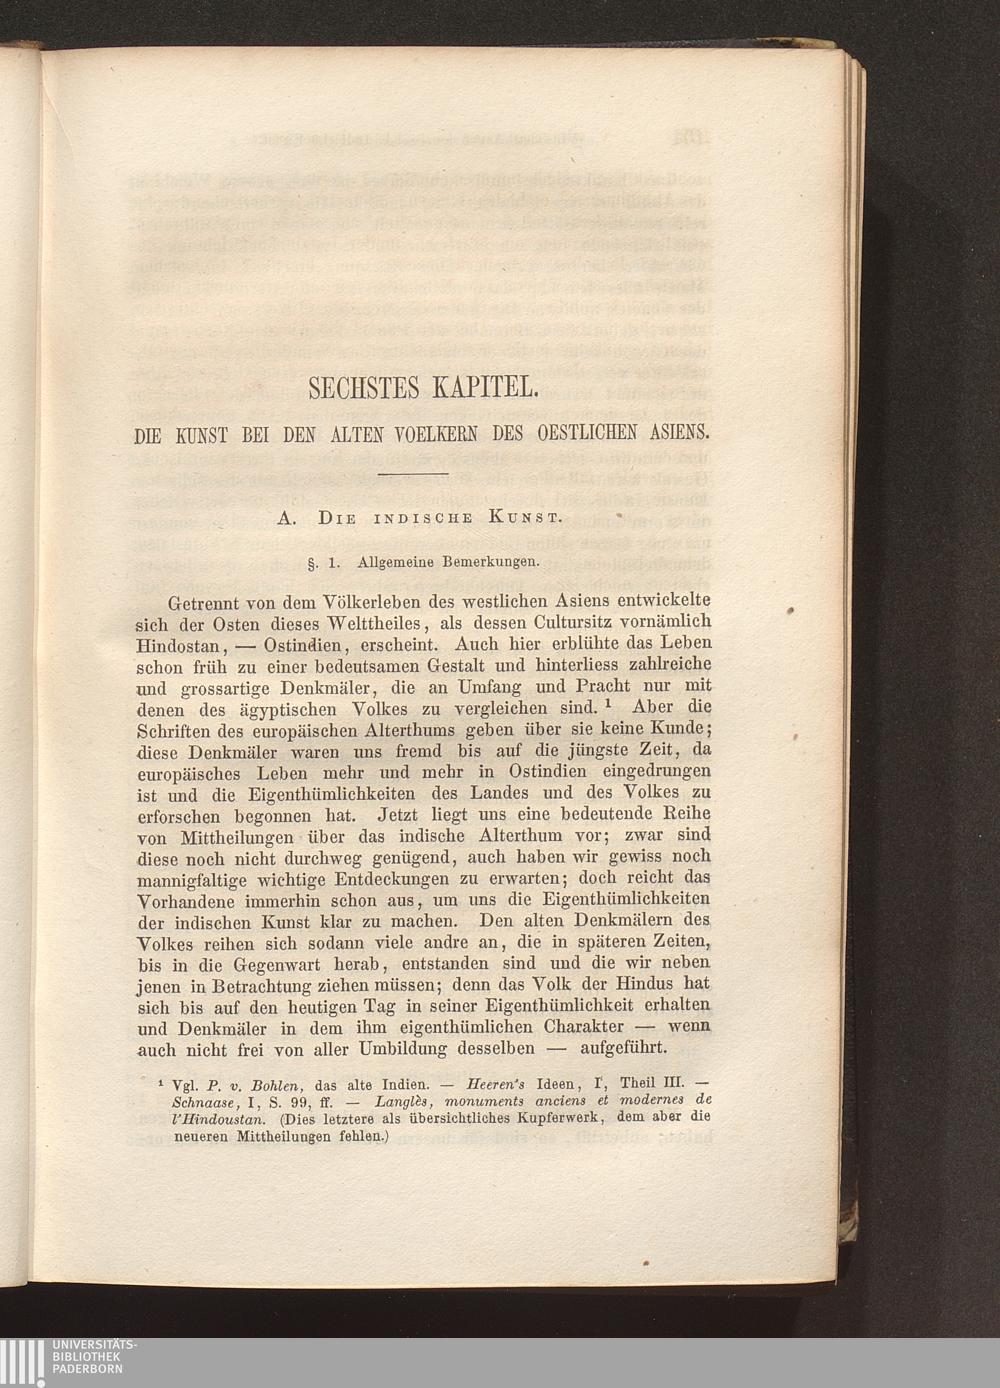 SECHSTES KAPITEL.
DIE KUNST BEI DEN ALTEN VOELKERN DES OESTLICHEN ASIENS.
A. DIE INDISCHE KUNST.
§. 1. Allgemeine Bemerkungen.
Getrennt von dem Völkerleben des westlichen Asiens entwickelte
sich der Osten dieses Welttheiles, als dessen Cultursitz vornämlich
Hindostan, — Ostindien, erscheint. Auch hier erblühte das Leben
schon früh zu einer bedeutsamen Gestalt und hinterliess zahlreiche
und grossartige Denkmäler, die an Umfang und Pracht nur mit
denen des ägyptischen Volkes zu vergleichen sind. ¹ Aber die
Schriften des europäischen Alterthums geben über sie keine Kunde;
diese Denkmäler waren uns fremd bis auf die jüngste Zeit, da
europäisches Leben mehr und mehr in Ostindien eingedrungen
ist und die Eigenthümlichkeiten des Landes und des Volkes zu
erforschen begonnen hat. Jetzt liegt uns eine bedeutende Reihe
von Mittheilungen über das indische Alterthum vor; zwar sind
diese noch nicht durchweg genügend, auch haben wir gewiss noch
mannigfaltige wichtige Entdeckungen zu erwarten; doch reicht das
Vorhandene immerhin schon aus, um uns die Eigenthümlichkeiten
der indischen Kunst klar zu machen. Den alten Denkmälern des
Volkes reihen sich sodann viele andre an, die in späteren Zeiten,
bis in die Gegenwart herab, entstanden sind und die wir neben
jenen in Betrachtung ziehen müssen; denn das Volk der Hindus hat
sich bis auf den heutigen Tag in seiner Eigenthümlichkeit erhalten
und Denkmäler in dem ihm eigenthümlichen Charakter — wenn
auch nicht frei von aller Umbildung desselben — aufgeführt.
¹ Vgl. P. v. Bohlen, das alte Indien. — Heeren's Ideen, I, Theil III. —
Schnaase, I, S. 99, ff. — Langlès, monuments anciens et modernes de
l'Hindoustan. (Dies letztere als übersichtliches Kupferwerk, dem aber die
neueren Mittheilungen fehlen.)
UNIVERSITÄTS-
BIBLIOTHEK
PADERBORN